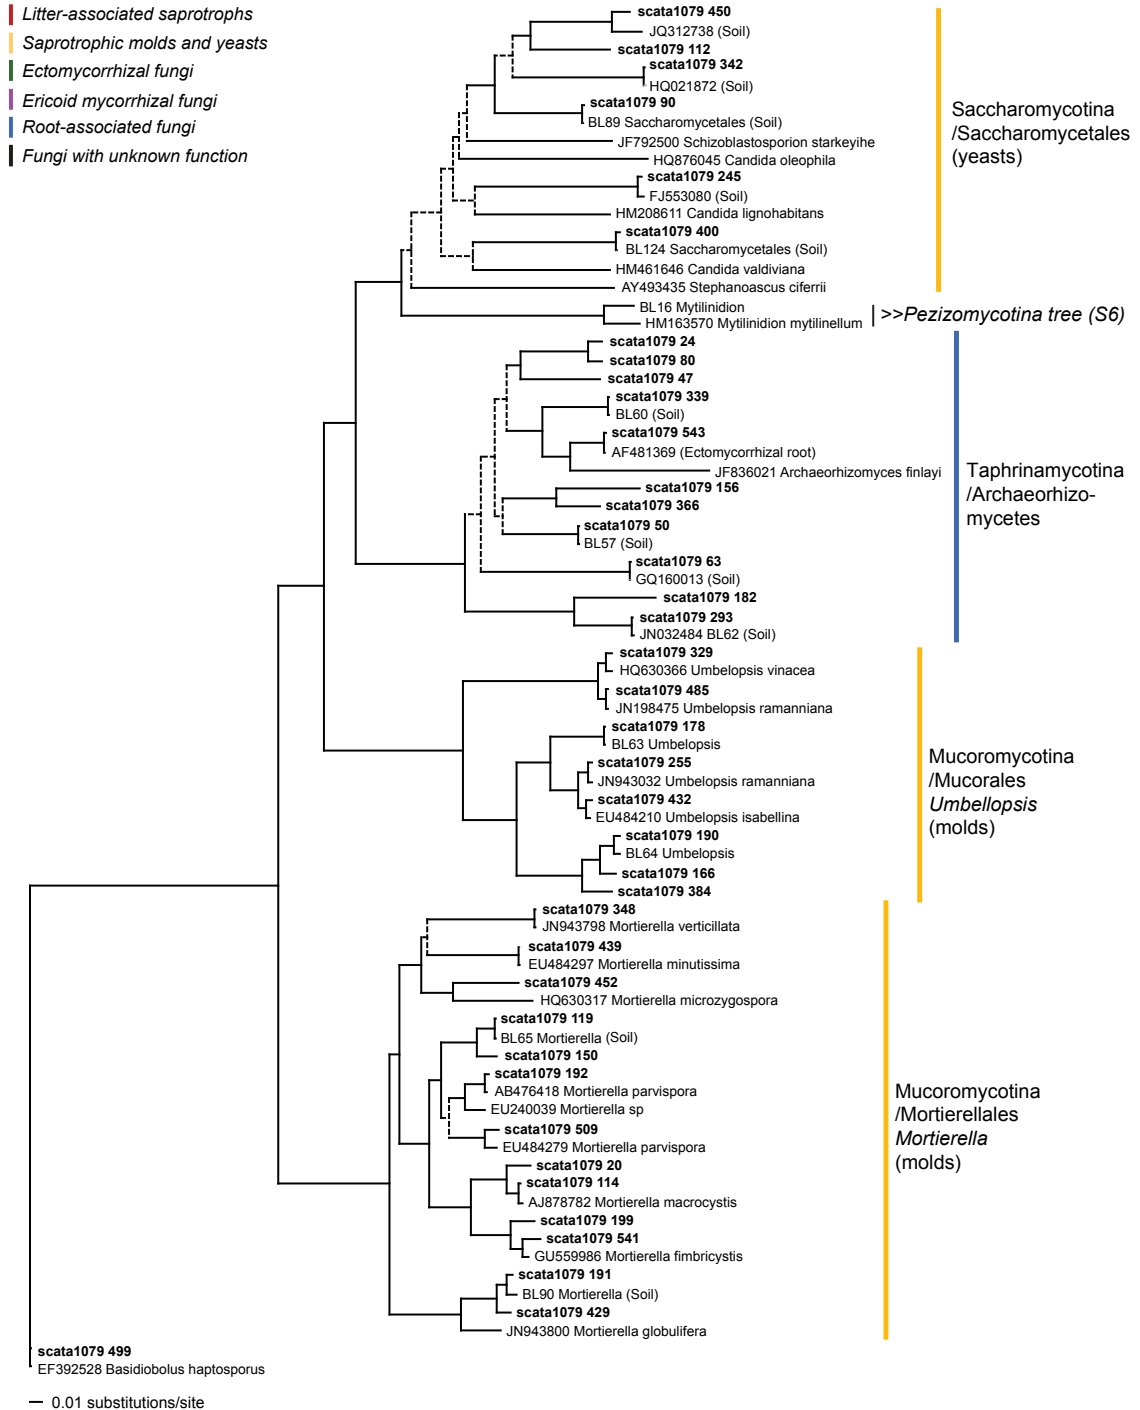 Litter-associated saprotrophs
Saprotrophic molds and yeasts
Ectomycorrhizal fungi
Ericoid mycorrhizal fungi
Root-associated fungi
Fungi with unknown function
scata1079 450
JQ312738 (Soil)
scata1079 112
scata1079 342
HQ021872 (Soil)
scata1079 90
BL89 Saccharomycetales (Soil)
JF792500 Schizoblastosporion starkeyihe
HQ876045 Candida oleophila
scata1079 245
FJ553080 (Soil)
HM208611 Candida lignohabitans
scata1079 400
BL124 Saccharomycetales (Soil)
HM461646 Candida valdiviana
AY493435 Stephanoascus ciferrii
Saccharomycotina
/Saccharomycetales
(yeasts)
BL16 Mytilinidion
HM163570 Mytilinidion mytilinellum
>>Pezizomycotina tree (S6)
scata1079 24
scata1079 80
scata1079 47
scata1079 339
BL60 (Soil)
scata1079 543
AF481369 (Ectomycorrhizal root)
JF836021 Archaeorhizomyces finlayi
scata1079 156
scata1079 366
scata1079 50
BL57 (Soil)
scata1079 63
GQ160013 (Soil)
scata1079 182
scata1079 293
JN032484 BL62 (Soil)
Taphrinamycotina
/Archaeorhizo-
mycetes
scata1079 329
HQ630366 Umbelopsis vinacea
scata1079 485
JN198475 Umbelopsis ramanniana
scata1079 178
BL63 Umbelopsis
scata1079 255
JN943032 Umbelopsis ramanniana
scata1079 432
EU484210 Umbelopsis isabellina
scata1079 190
BL64 Umbelopsis
scata1079 166
scata1079 384
Mucoromycotina
/Mucorales
Umbellopsis
(molds)
scata1079 348
JN943798 Mortierella verticillata
scata1079 439
EU484297 Mortierella minutissima
scata1079 452
HQ630317 Mortierella microzygospora
scata1079 119
BL65 Mortierella (Soil)
scata1079 150
scata1079 192
AB476418 Mortierella parvispora
EU240039 Mortierella sp
scata1079 509
EU484279 Mortierella parvispora
scata1079 20
scata1079 114
AJ878782 Mortierella macrocystis
scata1079 199
scata1079 541
GU559986 Mortierella fimbricystis
scata1079 191
BL90 Mortierella (Soil)
scata1079 429
JN943800 Mortierella globulifera
Mucoromycotina
/Mortierellales
Mortierella
(molds)
scata1079 499
EF392528 Basidiobolus haptosporus
0.01 substitutions/site